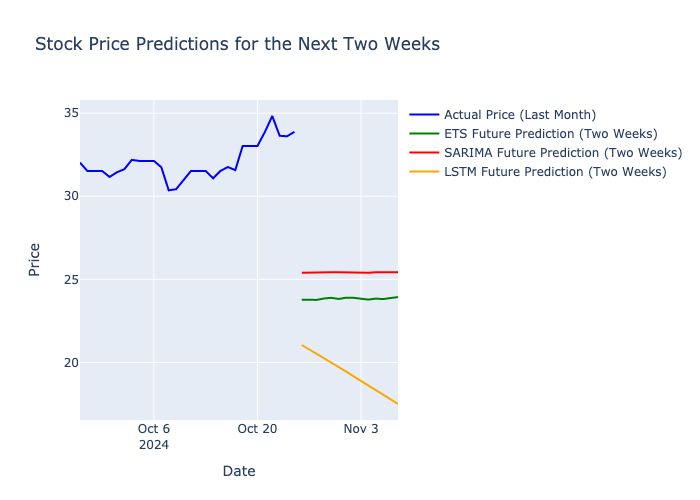 Stock Price Predictions for the Next Two Weeks
Actual Price (Last Month)
ETS Future Prediction (Two Weeks)
SARIMA Future Prediction (Two Weeks)
LSTM Future Prediction (Two Weeks)
Price
35
30
25
20
Oct 6
2024
Oct 20
Nov 3
Date